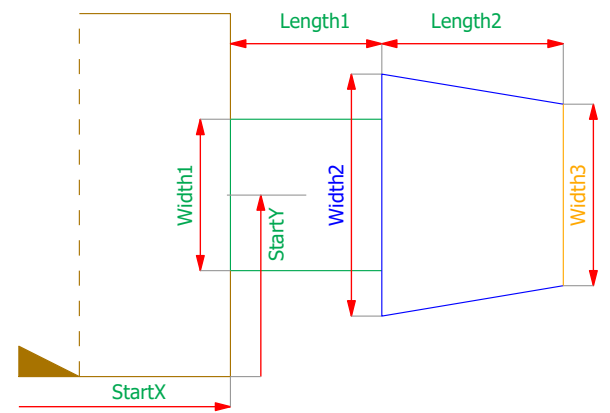 Length1
Length2
Width1
StartY
Width2
Width3
StartX